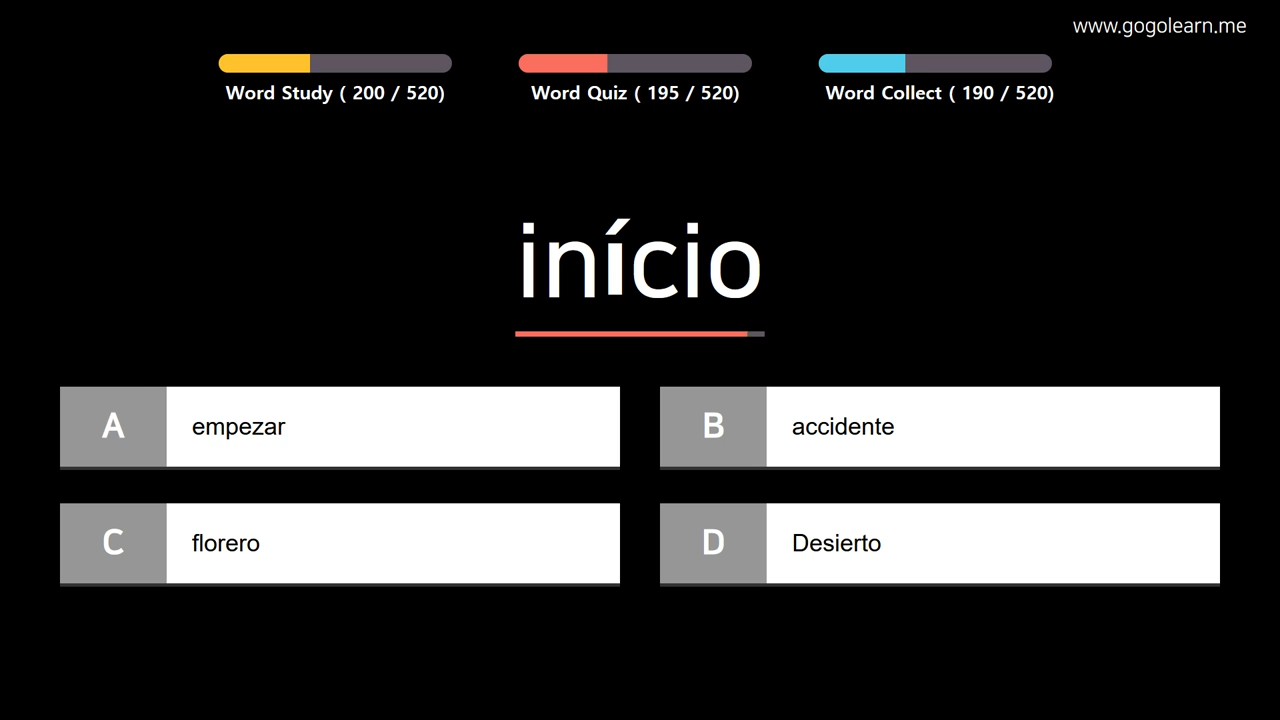 www.gogolearn.me
Word Study ( 200 / 520)
Word Quiz ( 195 / 520)
Word Collect ( 190 / 520)
início
A empezar
B accidente
C florero
D Desierto